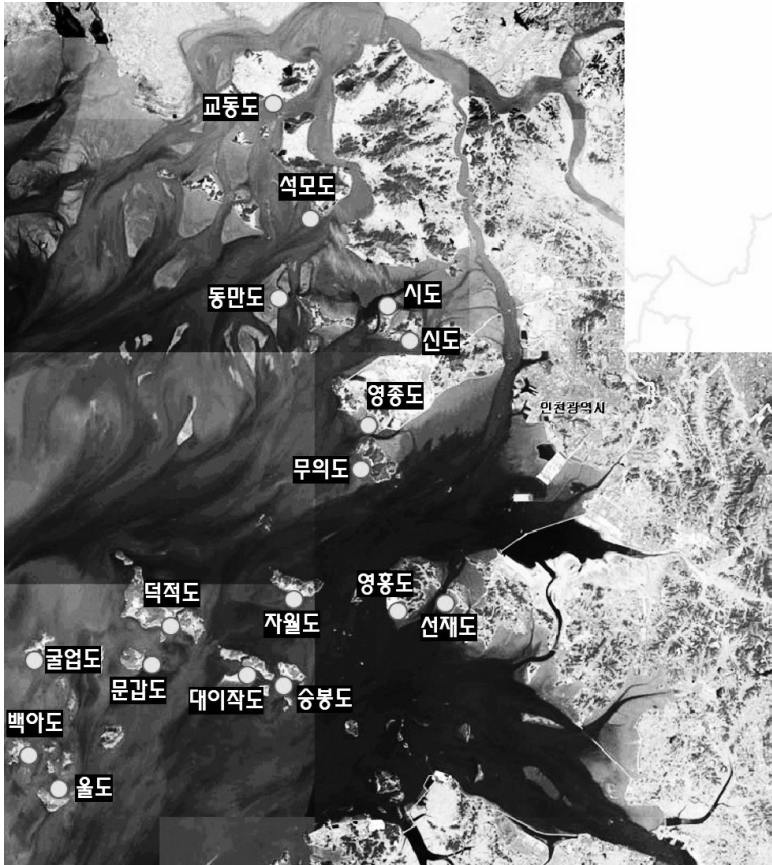 교동도
석모도
동만도
시도
신도
영종도
인천광역시
무의도
덕적도
자월도
영흥도
선재도
굴업도
문갑도
대이작도
승봉도
백아도
울도